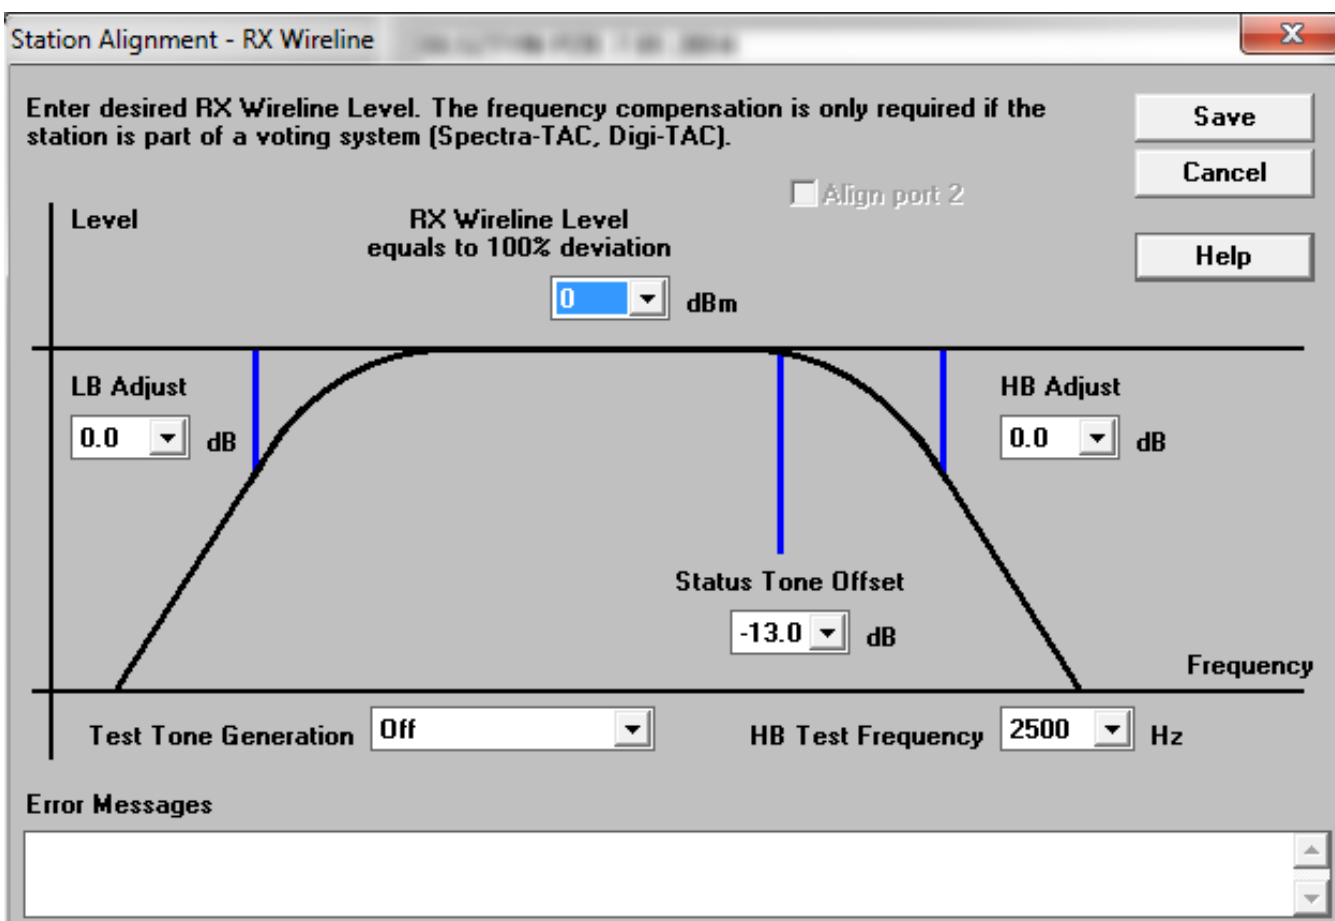 Station Alignment - RX Wireline
Enter desired RX Wireline Level. The frequency compensation is only required if the
station is part of a voting system (Spectra-TAC, Digi-TAC).
Save
Cancel
Help
Align port 2
Level
RX Wireline Level
equals to 100% deviation
0 dBm
LB Adjust
0.0 dB
HB Adjust
0.0 dB
Status Tone Offset
-13.0 dB
Frequency
Test Tone Generation Off
HB Test Frequency 2500 Hz
Error Messages